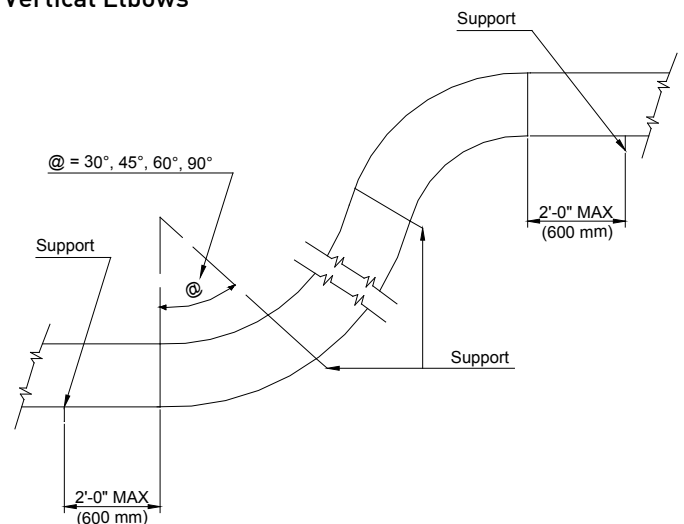 Vertical Elbows
Support
@ = 30°, 45°, 60°, 90°
2'-0" MAX
(600 mm)
Support
@
Support
2'-0" MAX
(600 mm)